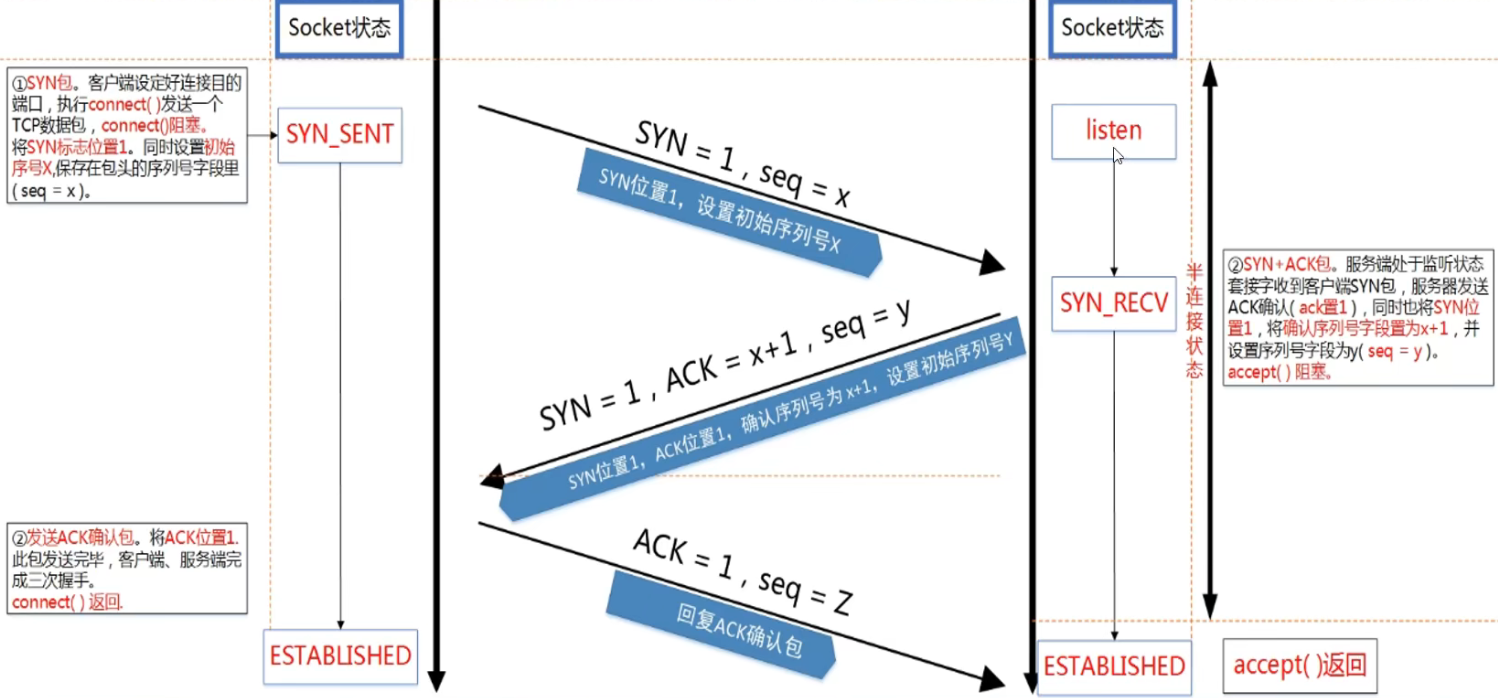 Socket状态
Socket状态
①SYN包。客户端设定好连接目的
端口，执行connect( )发送一个
TCP数据包，connect()阻塞。
将SYN标志位置1。同时设置初始
序号X,保存在包头的序列号字段里
( seq = x )。
SYN_SENT
SYN = 1 , seq = x
SYN位置1，设置初始序列号X
listen
SYN_RECV
半连接状态
②SYN+ACK包。服务端处于监听状态
套接字收到客户端SYN包，服务器发送
ACK确认( ack置1 )，同时也将SYN位
置1，将确认序列号字段置为x+1，并
设置序列号字段为y( seq = y )。
accept( ) 阻塞。
SYN = 1 , ACK = x+1 , seq = y
SYN位置1，ACK位置1，确认序列号为 x+1，设置初始序列号Y
②发送ACK确认包。将ACK位置1.
此包发送完毕，客户端、服务端完
成三次握手。
connect( ) 返回.
ACK = 1 , seq = Z
回复ACK确认包
ESTABLISHED
ESTABLISHED
accept( )返回